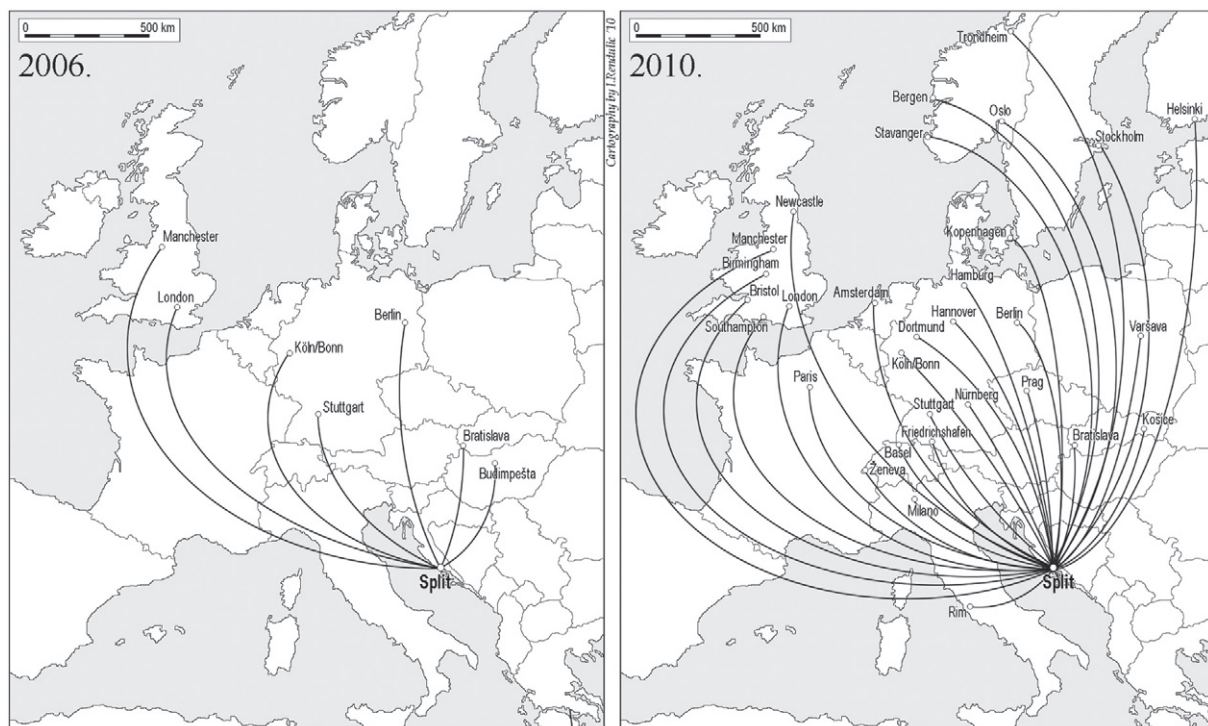 0 500 km
2006.
Manchester
London
Berlin
Köln/Bonn
Stuttgart
Bratislava
Budimpešta
Split
Cartography by I.Rendulic '10
0 500 km
2010.
Trondheim
Bergen
Oslo
Helsinki
Stavanger
Stockholm
Newcastle
Kopenhagen
Manchester
Birmingham
Hamburg
Bristol
London
Amsterdam
Hannover
Berlin
Southampton
Dortmund
Varšava
Köln/Bonn
Paris
Prag
Nürnberg
Stuttgart
Košice
Friedrichshafen
Bratislava
Basel
Ženeva
Milano
Split
Rim